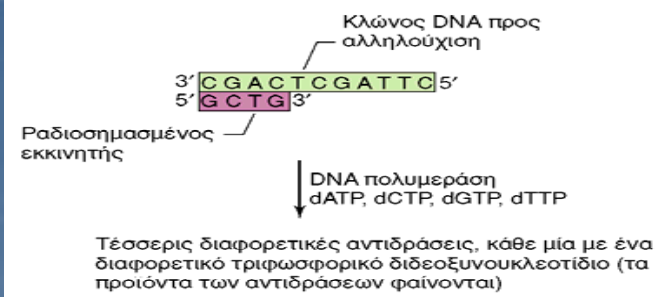 Κλώνος DNA προς
αλληλούχιση
3′ C G A C T C G A T T C 5′
5′ G C T G 3′
Ραδιοσημασμένος
εκκινητής
DNA πολυμεράση
dATP, dCTP, dGTP, dTTP
Τέσσερις διαφορετικές αντιδράσεις, κάθε μία με ένα
διαφορετικό τριφωσφορικό διδεοξυνουκλεοτίδιο (τα
προϊόντα των αντιδράσεων φαίνονται)